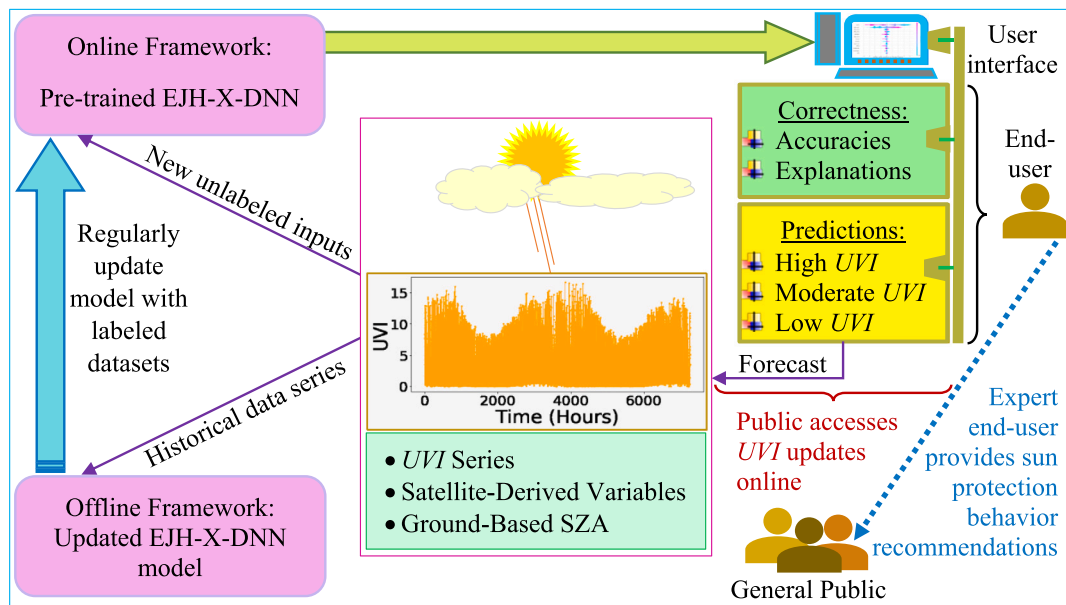 Online Framework:
Pre-trained EJH-X-DNN
User
interface
Correctness:
Accuracies
Explanations
End-
user
Predictions:
High UVI
Moderate UVI
Low UVI
New unlabeled inputs
Regularly
update
model with
labeled
datasets
Historical data series
UVI
15
10
5
0
0
2000
4000
6000
Time (Hours)
Forecast
• UVI Series
• Satellite-Derived Variables
• Ground-Based SZA
Public accesses
UVI updates
online
Expert
end-user
provides sun
protection
behavior
recommendations
Offline Framework:
Updated EJH-X-DNN
model
General Public